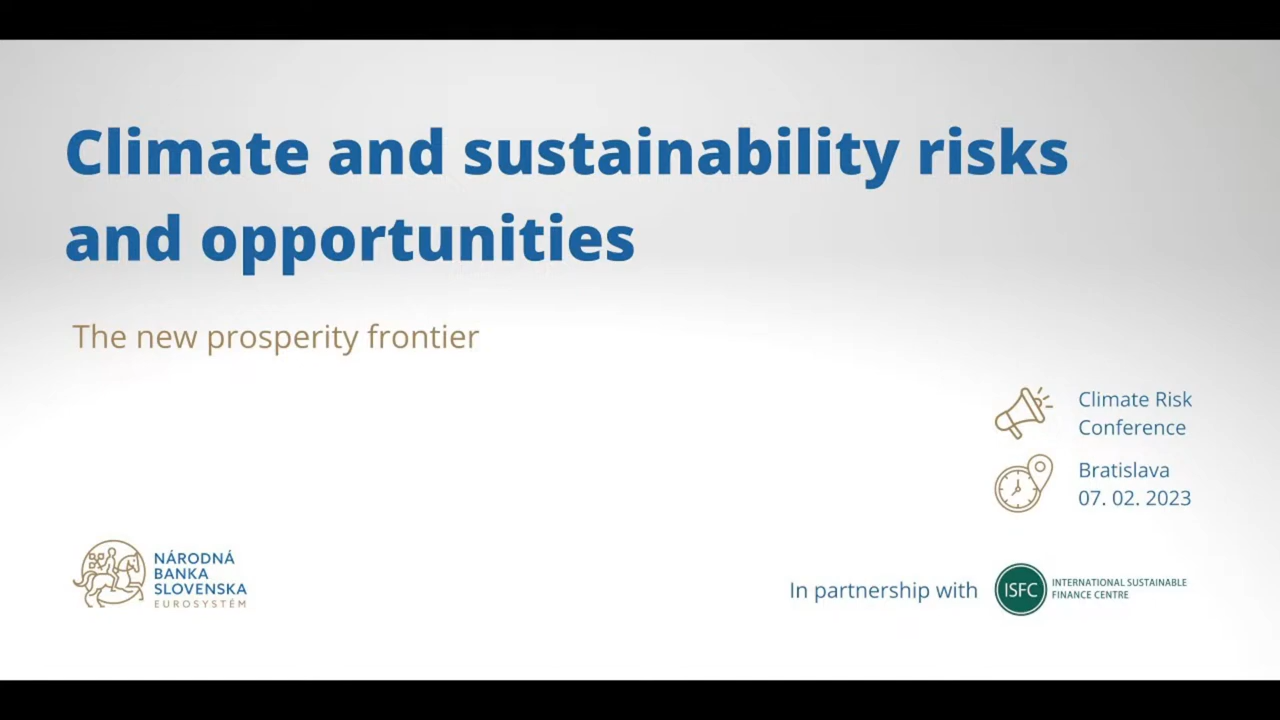 Climate and sustainability risks
and opportunities
The new prosperity frontier
Climate Risk
Conference
Bratislava
07. 02. 2023
NÁRODNÁ
BANKA
SLOVENSKA
EUROSYSTÉM
In partnership with
ISFC
INTERNATIONAL SUSTAINABLE
FINANCE CENTRE